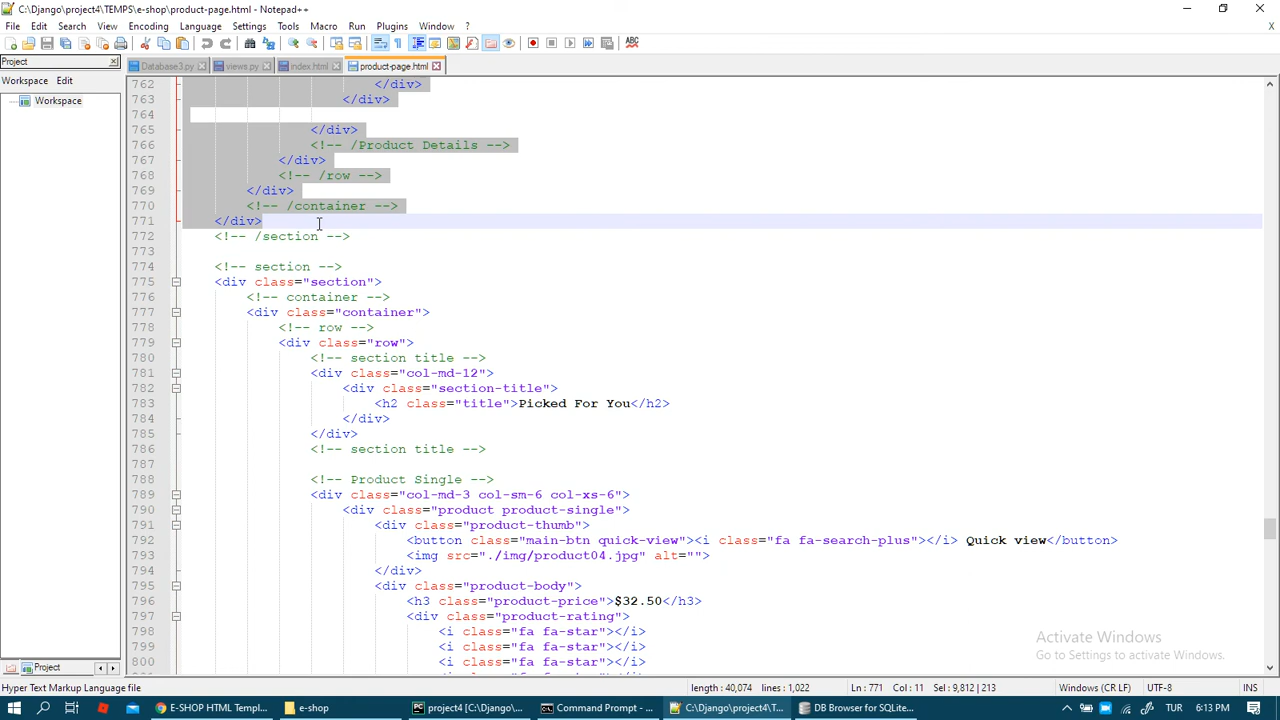 C:\Django\project4\TEMPS\e-shop\product-page.html - Notepad++
File Edit Search View Encoding Language Settings Tools Macro Run Plugins Window ?
X
ABC
Project
Database3.py views.py index.html product-page.html
Workspace Edit
Workspace
762 </div>
763 </div>
764
765 </div>
766 <!-- /Product Details -->
767 </div>
768 <!-- /row -->
769 </div>
770 <!-- /container -->
771 </div>
772 <!-- /section -->
773
774 <!-- section -->
775 <div class="section">
776 <!-- container -->
777 <div class="container">
778 <!-- row -->
779 <div class="row">
780 <!-- section title -->
781 <div class="col-md-12">
782 <div class="section-title">
783 <h2 class="title">Picked For You</h2>
784 </div>
785 </div>
786 <!-- section title -->
787
788 <!-- Product Single -->
789 <div class="col-md-3 col-sm-6 col-xs-6">
790 <div class="product product-single">
791 <div class="product-thumb">
792 <button class="main-btn quick-view"><i class="fa fa-search-plus"></i> Quick view</button>
793 <img src="./img/product04.jpg" alt="">
794 </div>
795 <div class="product-body">
796 <h3 class="product-price">$32.50</h3>
797 <div class="product-rating">
798 <i class="fa fa-star"></i>
799 <i class="fa fa-star"></i>
800 <i class="fa fa-star"></i>
Activate Windows
Go to Settings to activate Windows.
Project
Hyper Text Markup Language file length : 40,074 lines : 1,022 Ln : 771 Col : 11 Sel : 9,812 | 213 Windows (CR LF) UTF-8 INS
E-SHOP HTML Templ... e-shop project4 [C:\Django\... Command Prompt - ... C:\Django\project4\T... DB Browser for SQLite... TUR 6:13 PM